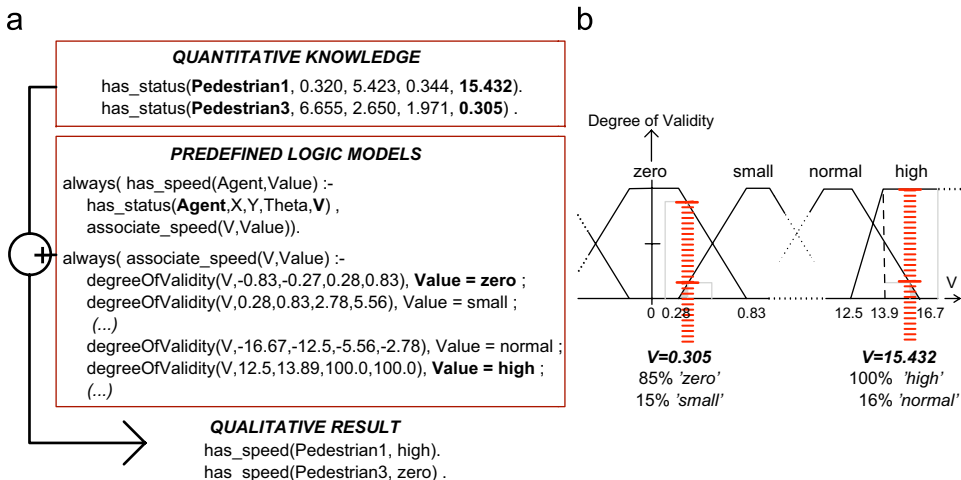 a
QUANTITATIVE KNOWLEDGE
has_status(Pedestrian1, 0.320, 5.423, 0.344, 15.432).
has_status(Pedestrian3, 6.655, 2.650, 1.971, 0.305) .
PREDEFINED LOGIC MODELS
always( has_speed(Agent,Value) :-
has_status(Agent,X,Y,Theta,V) ,
associate_speed(V,Value)).
+
always( associate_speed(V,Value) :-
degreeOfValidity(V,-0.83,-0.27,0.28,0.83), Value = zero ;
degreeOfValidity(V,0.28,0.83,2.78,5.56), Value = small ;
(...)
degreeOfValidity(V,-16.67,-12.5,-5.56,-2.78), Value = normal ;
degreeOfValidity(V,12.5,13.89,100.0,100.0), Value = high ;
(...)
QUALITATIVE RESULT
has_speed(Pedestrian1, high).
has_speed(Pedestrian3, zero) .
b
Degree of Validity
zero small normal high
V
0 0.28 0.83 12.5 13.9 16.7
V=0.305 V=15.432
85% 'zero' 100% 'high'
15% 'small' 16% 'normal'